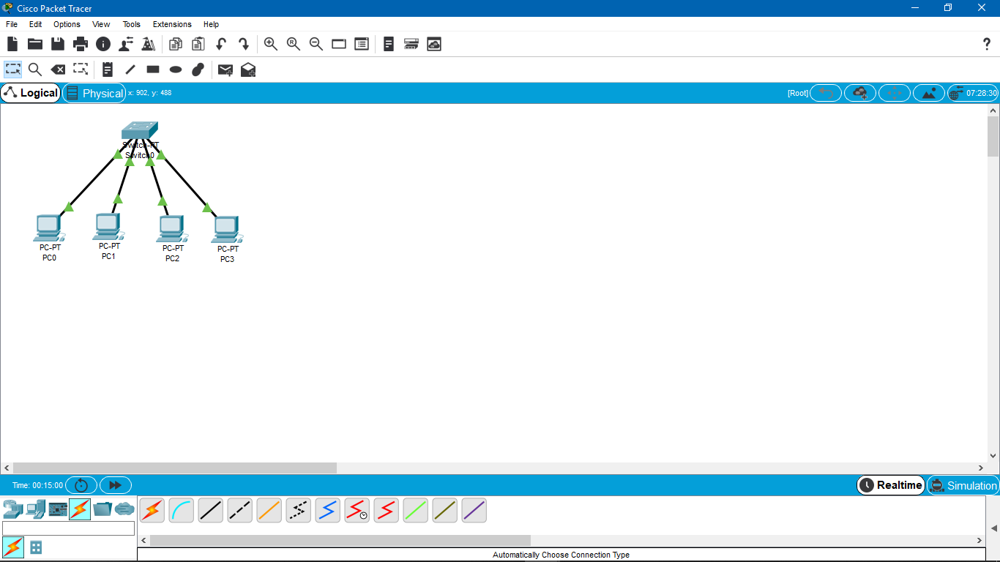 Cisco Packet Tracer
File Edit Options View Tools Extensions Help
R
?
Logical Physical x: 902, y: 488 [Root] 07:28:30
Switch-PT
Switch0
PC-PT
PC0
PC-PT
PC1
PC-PT
PC2
PC-PT
PC3
Time: 00:15:00 Realtime Simulation
Automatically Choose Connection Type